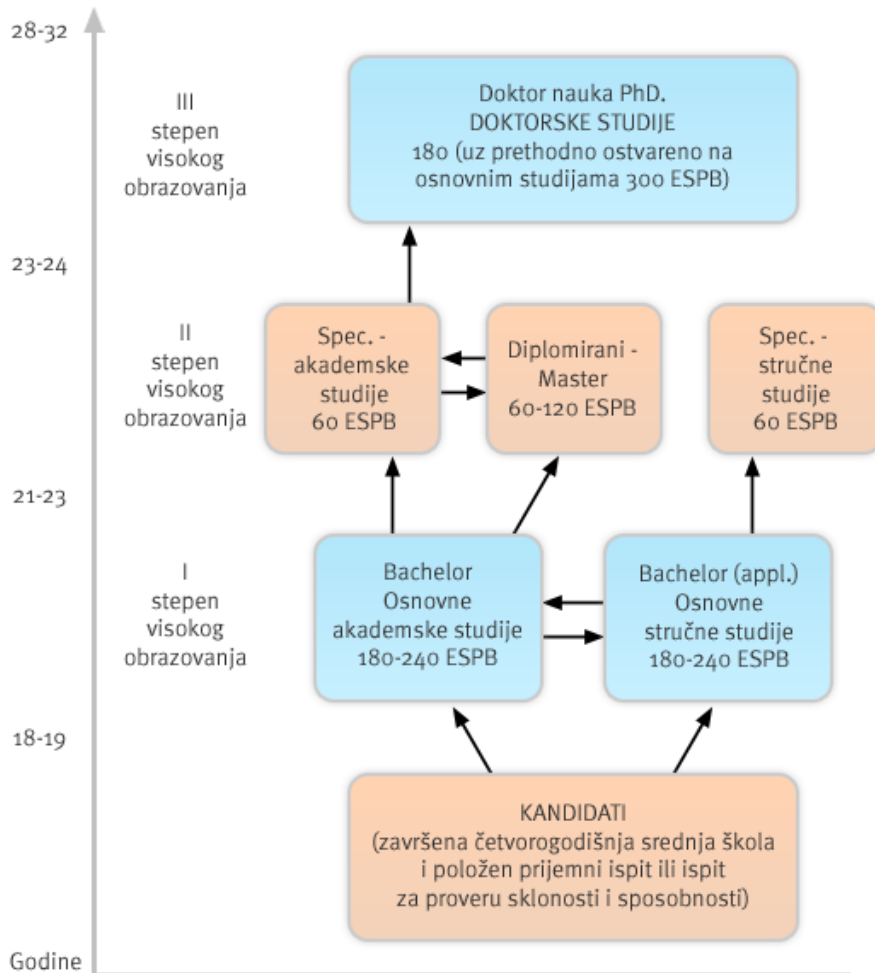 28-32
III
stepen
visokog
obrazovanja
Doktor nauka PhD.
DOKTORSKE STUDIJE
180 (uz prethodno ostvareno na
osnovnim studijama 300 ESPB)
23-24
II
stepen
visokog
obrazovanja
Spec. -
akademske
studije
60 ESPB
Diplomirani -
Master
60-120 ESPB
Spec. -
stručne
studije
60 ESPB
21-23
I
stepen
visokog
obrazovanja
Bachelor
Osnovne
akademske studije
180-240 ESPB
Bachelor (appl.)
Osnovne
stručne studije
180-240 ESPB
18-19
KANDIDATI
(završena četvorogodišnja srednja škola
i položen prijemni ispit ili ispit
za proveru sklonosti i sposobnosti)
Godine